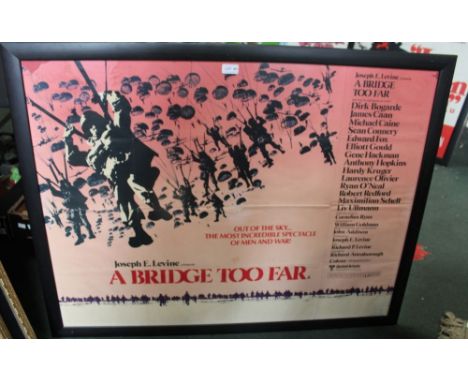 Joseph E. Levine presents
A BRIDGE
TOO FAR
Dirk Bogarde
James Caan
Michael Caine
Sean Connery
Edward Fox
Elliott Gould
Gene Hackman
Anthony Hopkins
Hardy Kruger
Laurence Olivier
Ryan O'Neal
Robert Redford
Maximilian Schell
Liv Ullmann
Cornelius Ryan
William Goldman
John Addison
Joseph E. Levine
Richard P. Levine
Richard Attenborough
OUT OF THE SKY...
THE MOST INCREDIBLE SPECTACLE
OF MEN AND WAR!
Joseph E. Levine presents
A BRIDGE TOO FAR.